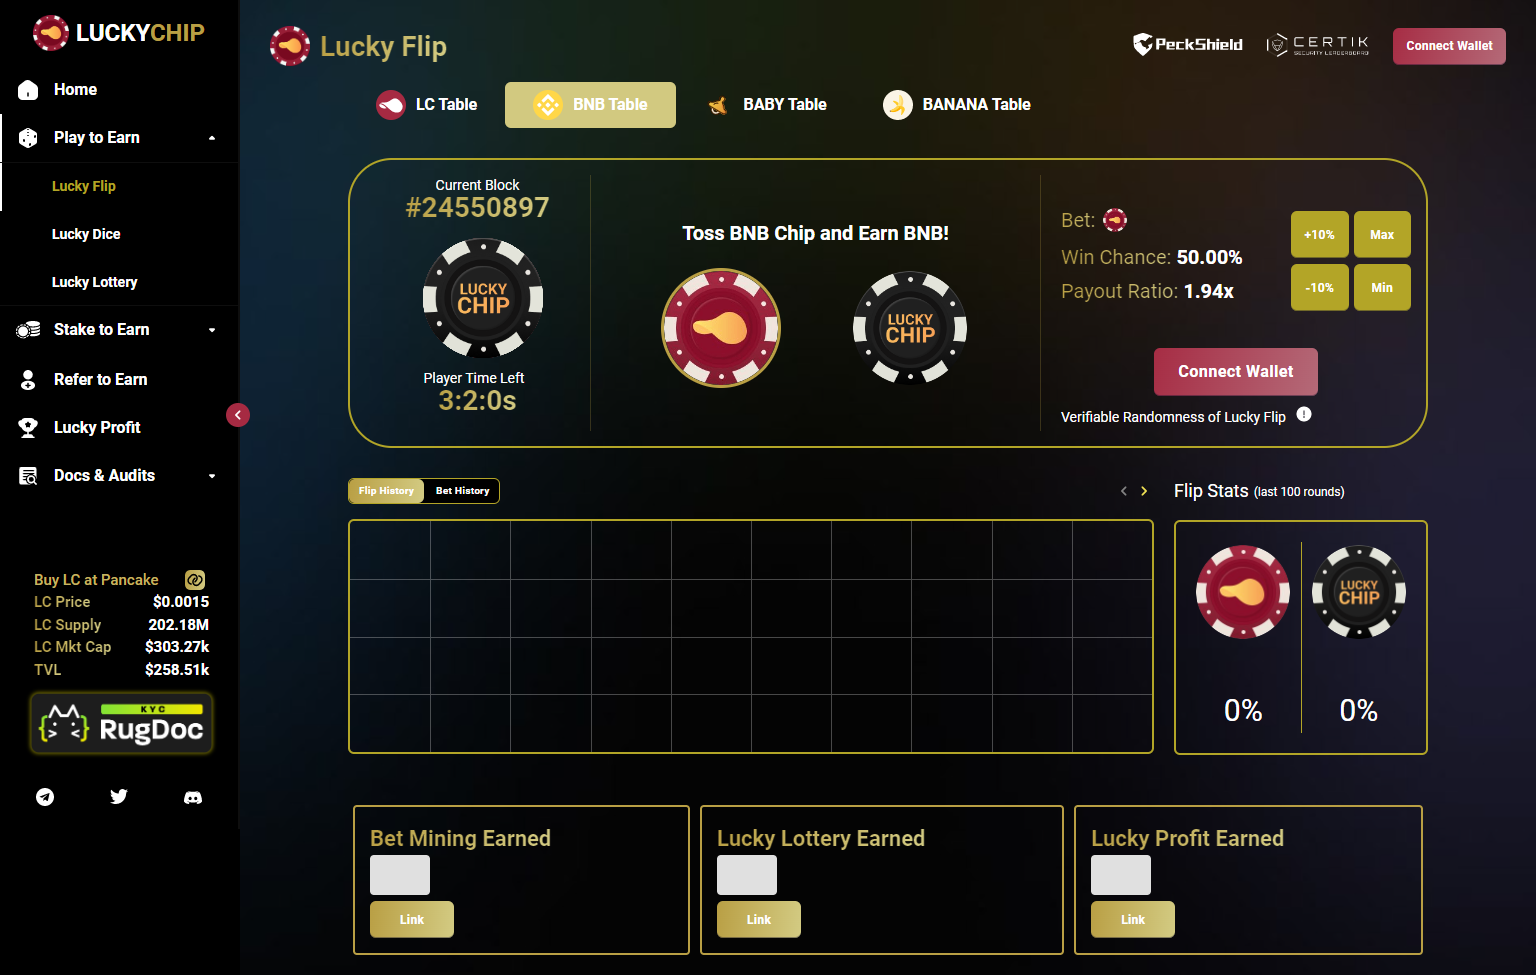 LUCKYCHIP
Home
Play to Earn
Lucky Flip
Lucky Dice
Lucky Lottery
Stake to Earn
Refer to Earn
Lucky Profit
Docs & Audits
Buy LC at Pancake
LC Price $0.0015
LC Supply 202.18M
LC Mkt Cap $303.27k
TVL $258.51k
KYC
RugDoc
Lucky Flip
PeckShield
CERTIK
SECURITY LEADERBOARD
Connect Wallet
LC Table
BNB Table
BABY Table
BANANA Table
Current Block
#24550897
LUCKY
CHIP
Player Time Left
3:2:0s
Toss BNB Chip and Earn BNB!
LUCKY
CHIP
Bet:
Win Chance: 50.00%
Payout Ratio: 1.94x
+10%
Max
-10%
Min
Connect Wallet
Verifiable Randomness of Lucky Flip
Flip History
Bet History
Flip Stats (last 100 rounds)
LUCKY
CHIP
0%
0%
Bet Mining Earned
Link
Lucky Lottery Earned
Link
Lucky Profit Earned
Link